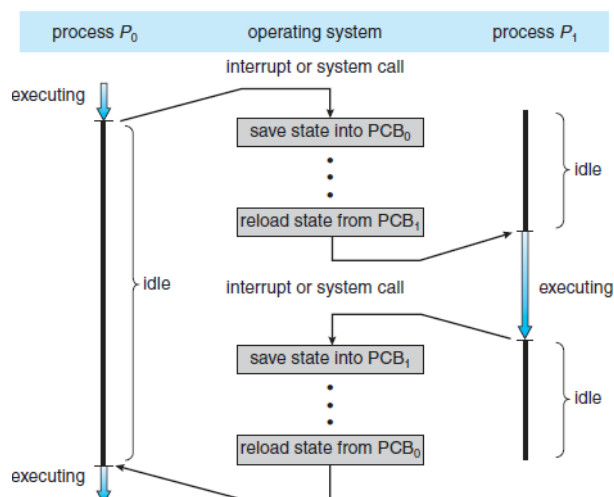 process P₀ operating system process P₁
interrupt or system call
executing
save state into PCB₀
idle
reload state from PCB₁
idle
interrupt or system call
executing
save state into PCB₁
idle
reload state from PCB₀
executing